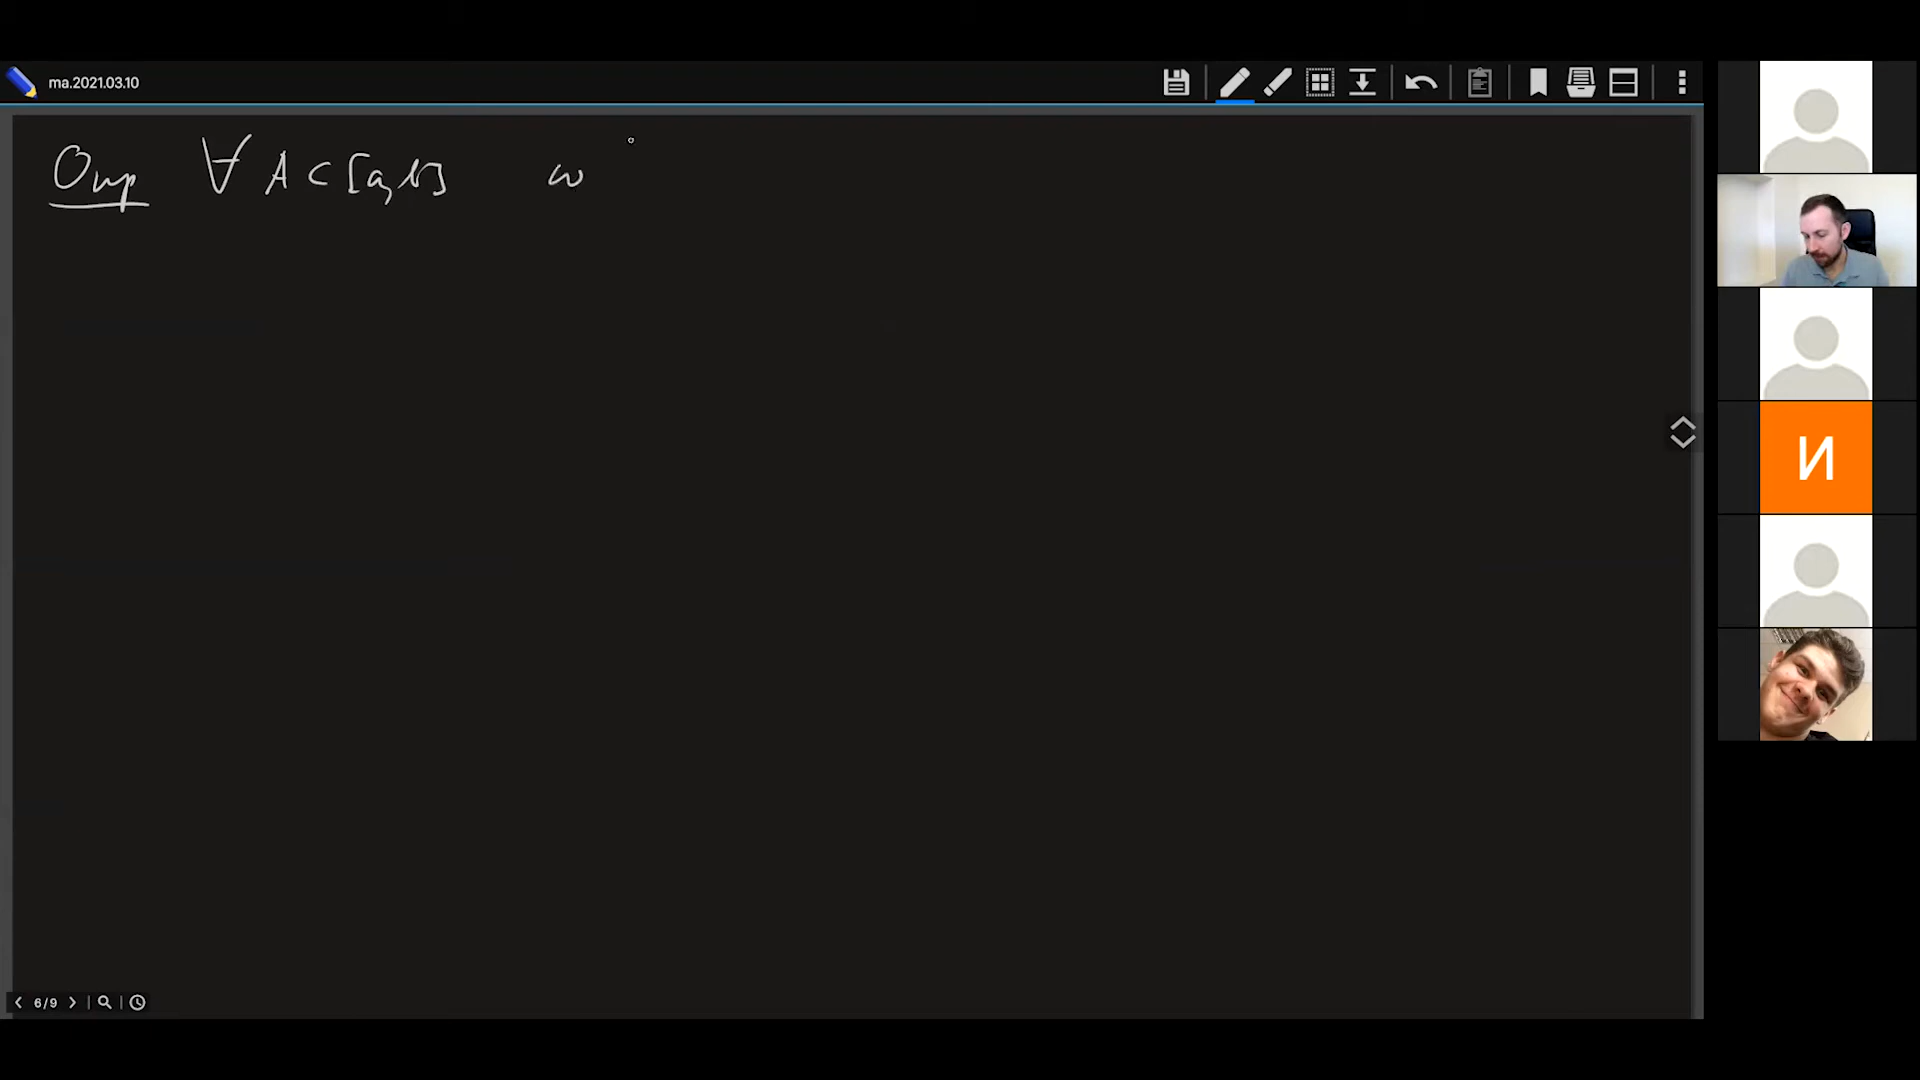 ma.2021.03.10
Опр ∀ A ⊂ [a, b] ω
И
6/9